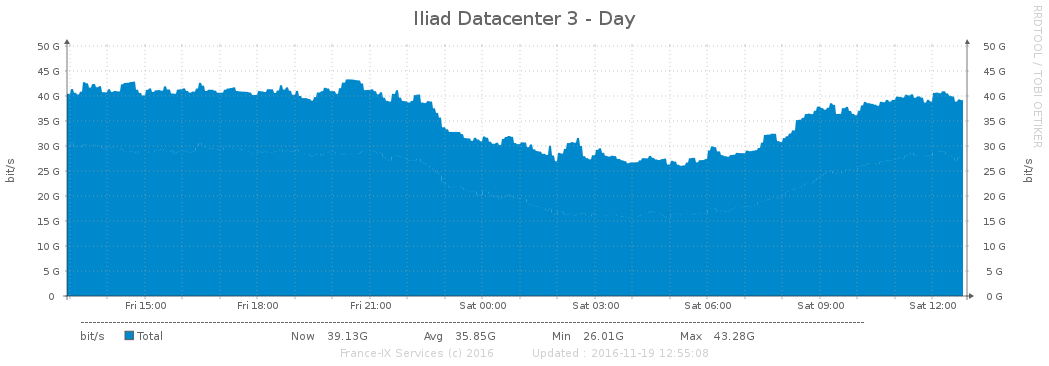 Iliad Datacenter 3 - Day
RRDTOOL / TOBI OETIKER
50 G 50 G
45 G 45 G
40 G 40 G
35 G 35 G
30 G 30 G
25 G 25 G
20 G 20 G
15 G 15 G
10 G 10 G
5 G 5 G
0 0 G
bit/s bit/s
Fri 15:00 Fri 18:00 Fri 21:00 Sat 00:00 Sat 03:00 Sat 06:00 Sat 09:00 Sat 12:00
bit/s Total Now 39.13G Avg 35.85G Min 26.01G Max 43.28G
France-IX Services (c) 2016 Updated : 2016-11-19 12:55:08